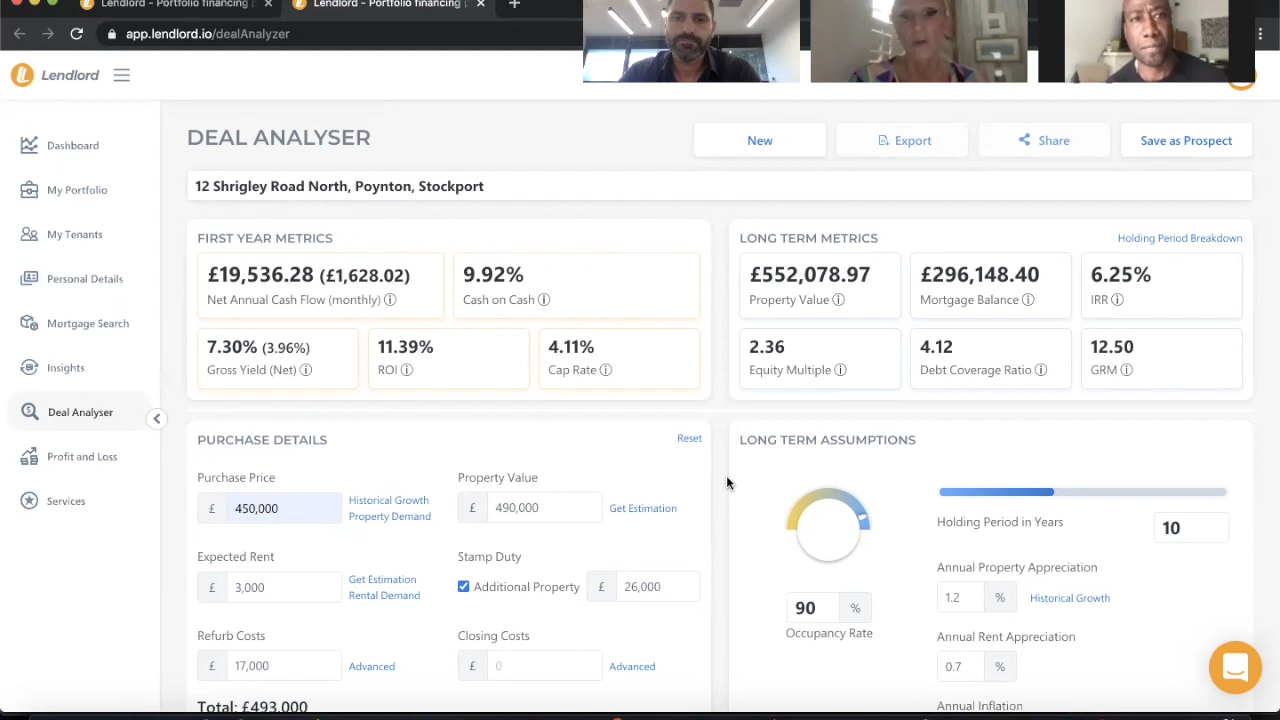 Lendlord - Portfolio financing
Lendlord - Portfolio financing
app.lendlord.io/dealAnalyzer
Lendlord
Dashboard
My Portfolio
My Tenants
Personal Details
Mortgage Search
Insights
Deal Analyser
Profit and Loss
Services
DEAL ANALYSER
New
Export
Share
Save as Prospect
12 Shrigley Road North, Poynton, Stockport
FIRST YEAR METRICS
£19,536.28 (£1,628.02)
Net Annual Cash Flow (monthly)
9.92%
Cash on Cash
7.30% (3.96%)
Gross Yield (Net)
11.39%
ROI
4.11%
Cap Rate
LONG TERM METRICS
Holding Period Breakdown
£552,078.97
Property Value
£296,148.40
Mortgage Balance
6.25%
IRR
2.36
Equity Multiple
4.12
Debt Coverage Ratio
12.50
GRM
PURCHASE DETAILS
Reset
Purchase Price
£ 450,000
Historical Growth
Property Demand
Property Value
£ 490,000
Get Estimation
Expected Rent
£ 3,000
Get Estimation
Rental Demand
Stamp Duty
Additional Property
£ 26,000
Refurb Costs
£ 17,000
Advanced
Closing Costs
£ 0
Advanced
Total: £493,000
LONG TERM ASSUMPTIONS
90 %
Occupancy Rate
Holding Period in Years
10
Annual Property Appreciation
1.2 %
Historical Growth
Annual Rent Appreciation
0.7 %
Annual Inflation